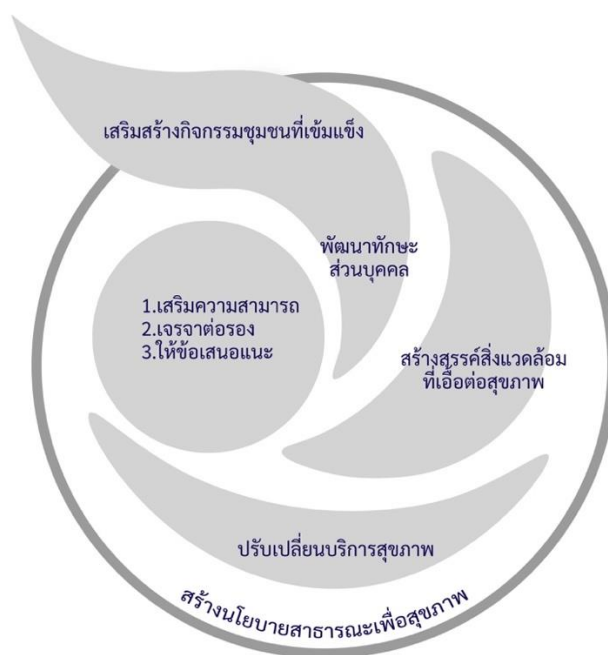 เสริมสร้างกิจกรรมชุมชนที่เข้มแข็ง
พัฒนาทักษะ
ส่วนบุคคล
1.เสริมความสามารถ
2.เจรจาต่อรอง
3.ให้ข้อเสนอแนะ
สร้างสรรค์สิ่งแวดล้อม
ที่เอื้อต่อสุขภาพ
ปรับเปลี่ยนบริการสุขภาพ
สร้างนโยบายสาธารณะเพื่อสุขภาพ